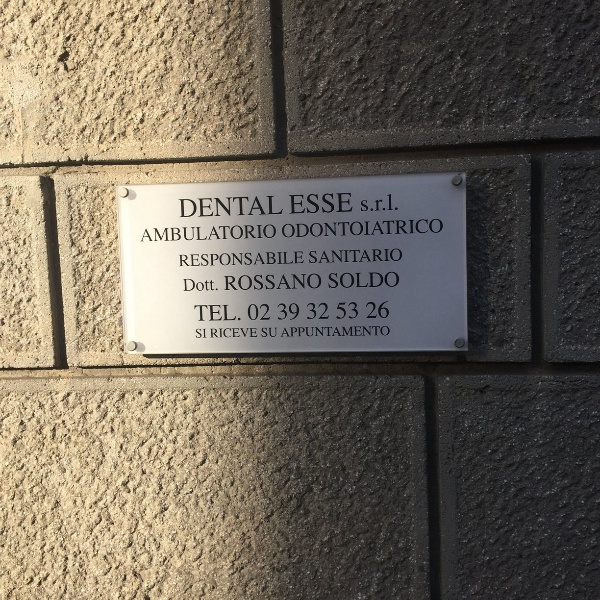 DENTAL ESSE s.r.l.
AMBULATORIO ODONTOIATRICO
RESPONSABILE SANITARIO
Dott. ROSSANO SOLDO
TEL. 02 39 32 53 26
SI RICEVE SU APPUNTAMENTO